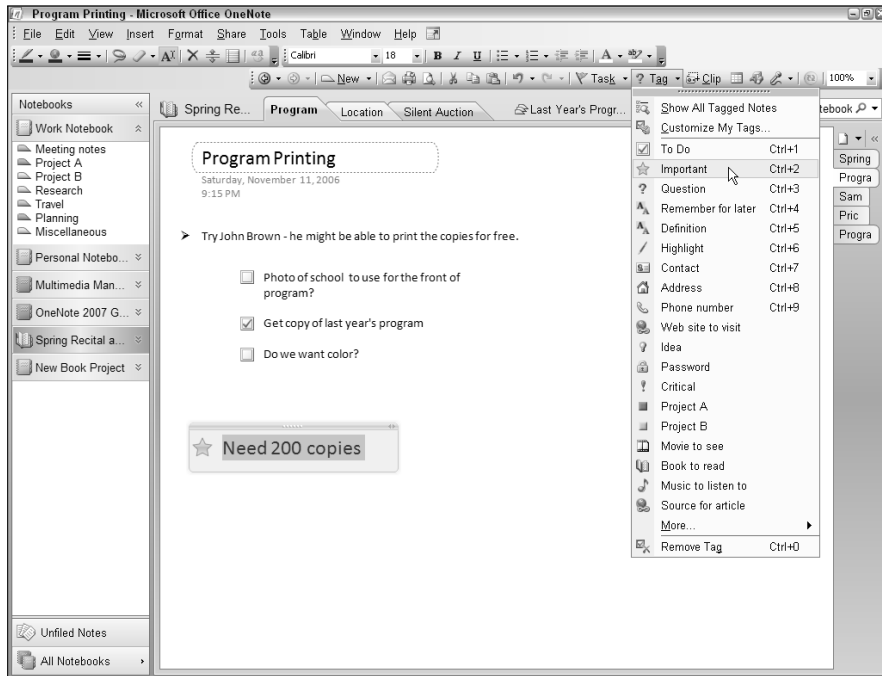 Program Printing - Microsoft Office OneNote
File Edit View Insert Format Share Tools Table Window Help
Calibri 18 B I U A
New Task ? Tag Clip 100%
Notebooks «
Spring Re... Program Location Silent Auction Last Year's Progr... tebook
Work Notebook
Meeting notes
Project A
Project B
Research
Travel
Planning
Miscellaneous
Personal Notebo...
Multimedia Man...
OneNote 2007 G...
Spring Recital a...
New Book Project
Unfiled Notes
All Notebooks
Program Printing
Saturday, November 11, 2006
9:15 PM
Try John Brown - he might be able to print the copies for free.
Photo of school to use for the front of
program?
Get copy of last year's program
Do we want color?
Need 200 copies
Show All Tagged Notes
Customize My Tags...
To Do Ctrl+1
Important Ctrl+2
? Question Ctrl+3
Remember for later Ctrl+4
Definition Ctrl+5
Highlight Ctrl+6
Contact Ctrl+7
Address Ctrl+8
Phone number Ctrl+9
Web site to visit
Idea
Password
! Critical
Project A
Project B
Movie to see
Book to read
Music to listen to
Source for article
More...
Remove Tag Ctrl+0
«
Spring
Progra
Sam
Pric
Progra